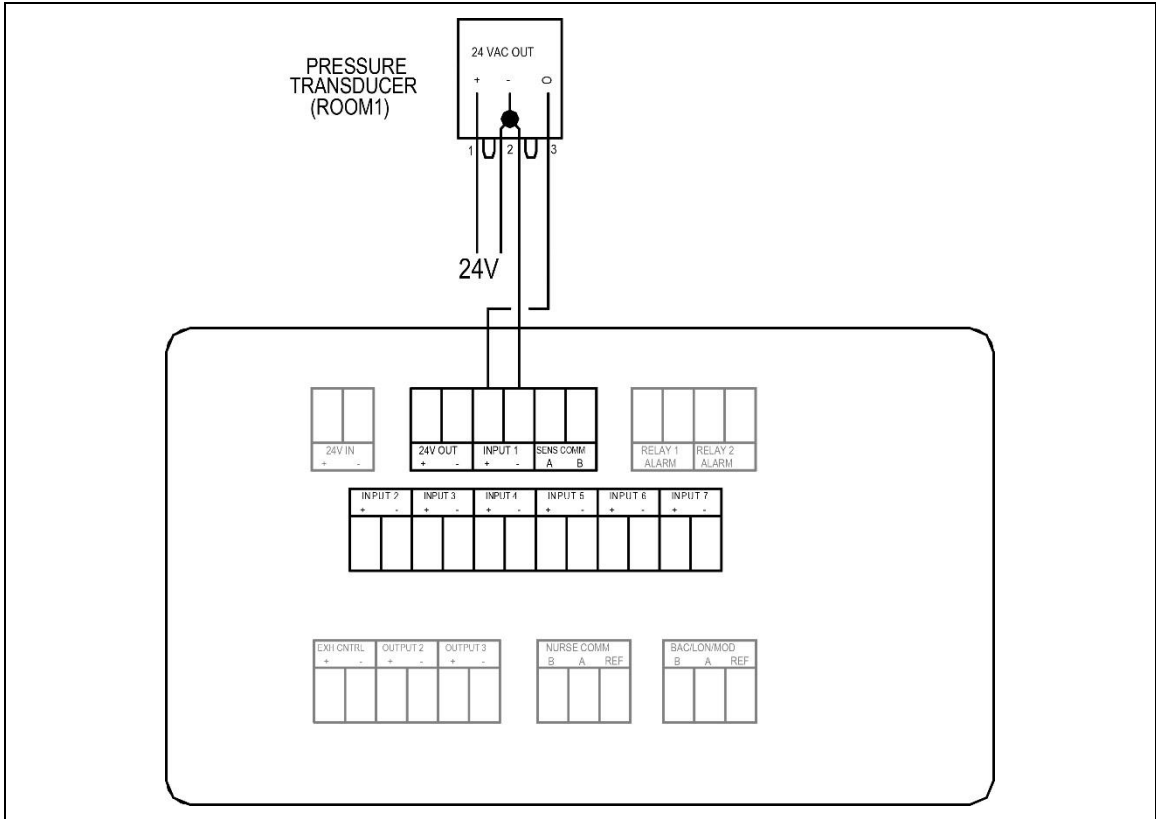 24 VAC OUT
+ - O
PRESSURE
TRANSDUCER
(ROOM1)
1 2 3
24V
24V IN
+ -
24V OUT
+ -
INPUT 1
+ -
SENS COMM
A B
RELAY 1
ALARM
RELAY 2
ALARM
INPUT 2
+ -
INPUT 3
+ -
INPUT 4
+ -
INPUT 5
+ -
INPUT 6
+ -
INPUT 7
+ -
EXH CNTRL
+ -
OUTPUT 2
+ -
OUTPUT 3
+ -
NURSE COMM
B A REF
BAC/LON/MOD
B A REF